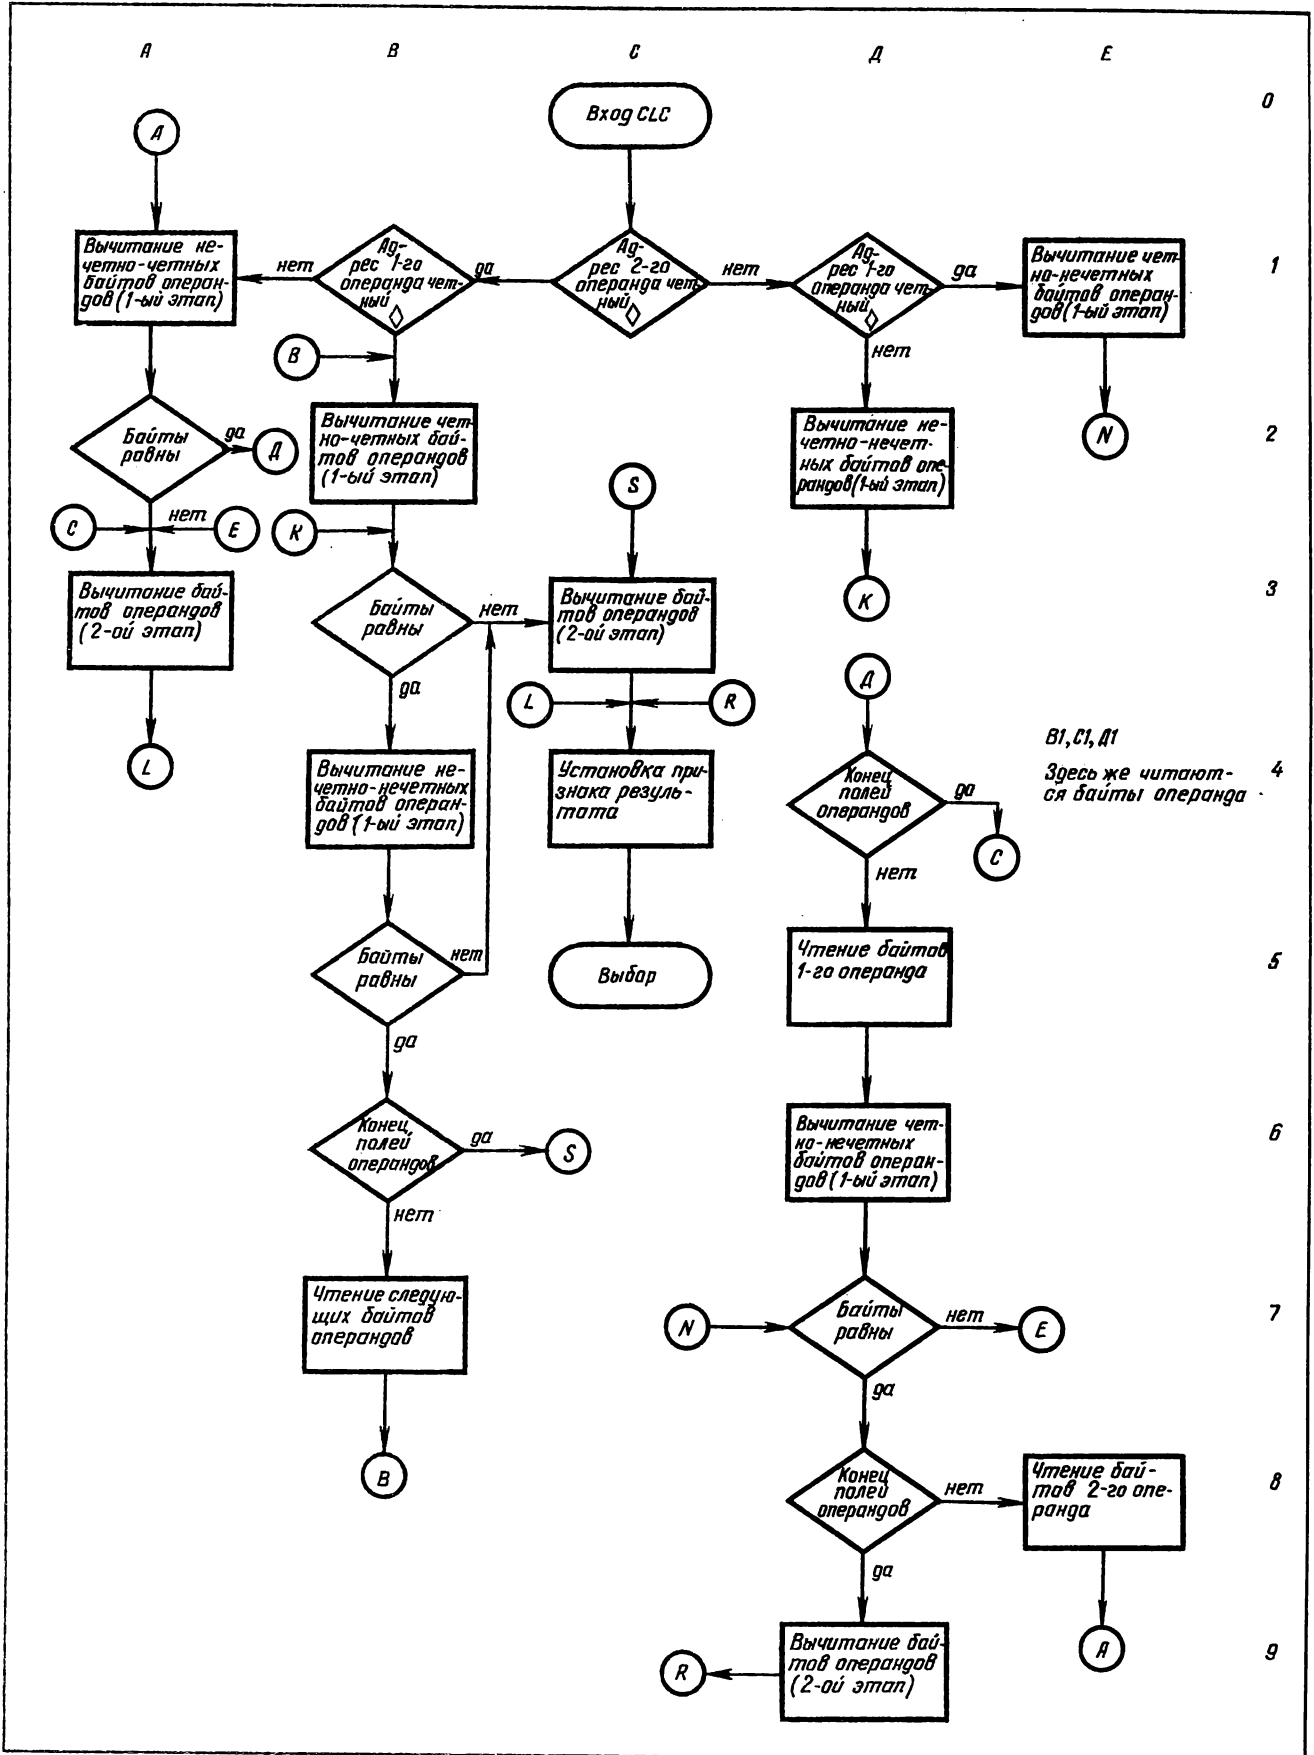 А В С Д Е
0
Вход CLC
А
Вычитание не-
четно-четных
байтов операн-
дов (1-ый этап)
нет
Ад-
рес 1-го
операнда чет-
ный
да
Ад-
рес 2-го
операнда чет-
ный
нет
Ад-
рес 1-го
операнда чет-
ный
да
Вычитание чет-
но-нечетных
байтов операн-
дов (1-ый этап)
1
В
нет
Байты
равны
да
Д
Вычитание чет-
но-четных бай-
тов операндов
(1-ый этап)
Вычитание не-
четно-нечет-
ных байтов опе-
рандов (1-ый этап)
N
2
S
С
нет
Е
К
Вычитание бай-
тов операндов
(2-ой этап)
Байты
равны
нет
да
Вычитание бай-
тов операндов
(2-ой этап)
К
3
L
R
Д
L
Вычитание не-
четно-нечетных
байтов операн-
дов (1-ый этап)
Установка при-
знака резуль-
тата
Конец
полей
операндов
да
С
нет
В1, С1, Д1
Здесь же читают-
ся байты операнда
4
Байты
равны
нет
да
Выбор
Чтение байтов
1-го операнда
5
Конец
полей
операндов
да
S
нет
Вычитание чет-
но-нечетных
байтов операн-
дов (1-ый этап)
6
Чтение следую-
щих байтов
операндов
N
Байты
равны
нет
Е
да
7
В
Конец
полей
операндов
нет
да
Чтение бай-
тов 2-го опе-
ранда
8
R
Вычитание бай-
тов операндов
(2-ой этап)
А
9